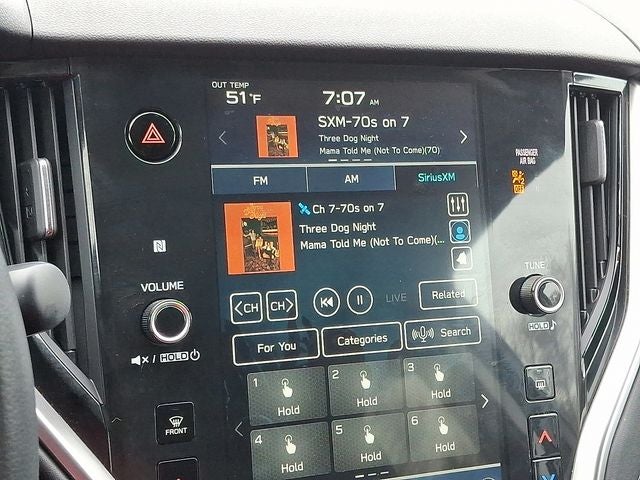 OUT TEMP
51°F
7:07 AM
SXM-70s on 7
Three Dog Night
Mama Told Me (Not To Come)(70)
PASSENGER
AIR BAG
OFF
FM
AM
SiriusXM
Ch 7-70s on 7
Three Dog Night
Mama Told Me (Not To Come)(...
N
VOLUME
TUNE
<CH
CH>
LIVE
Related
HOLD
/ HOLD
For You
Categories
Search
1
Hold
2
Hold
3
Hold
FRONT
4
Hold
5
Hold
6
Hold